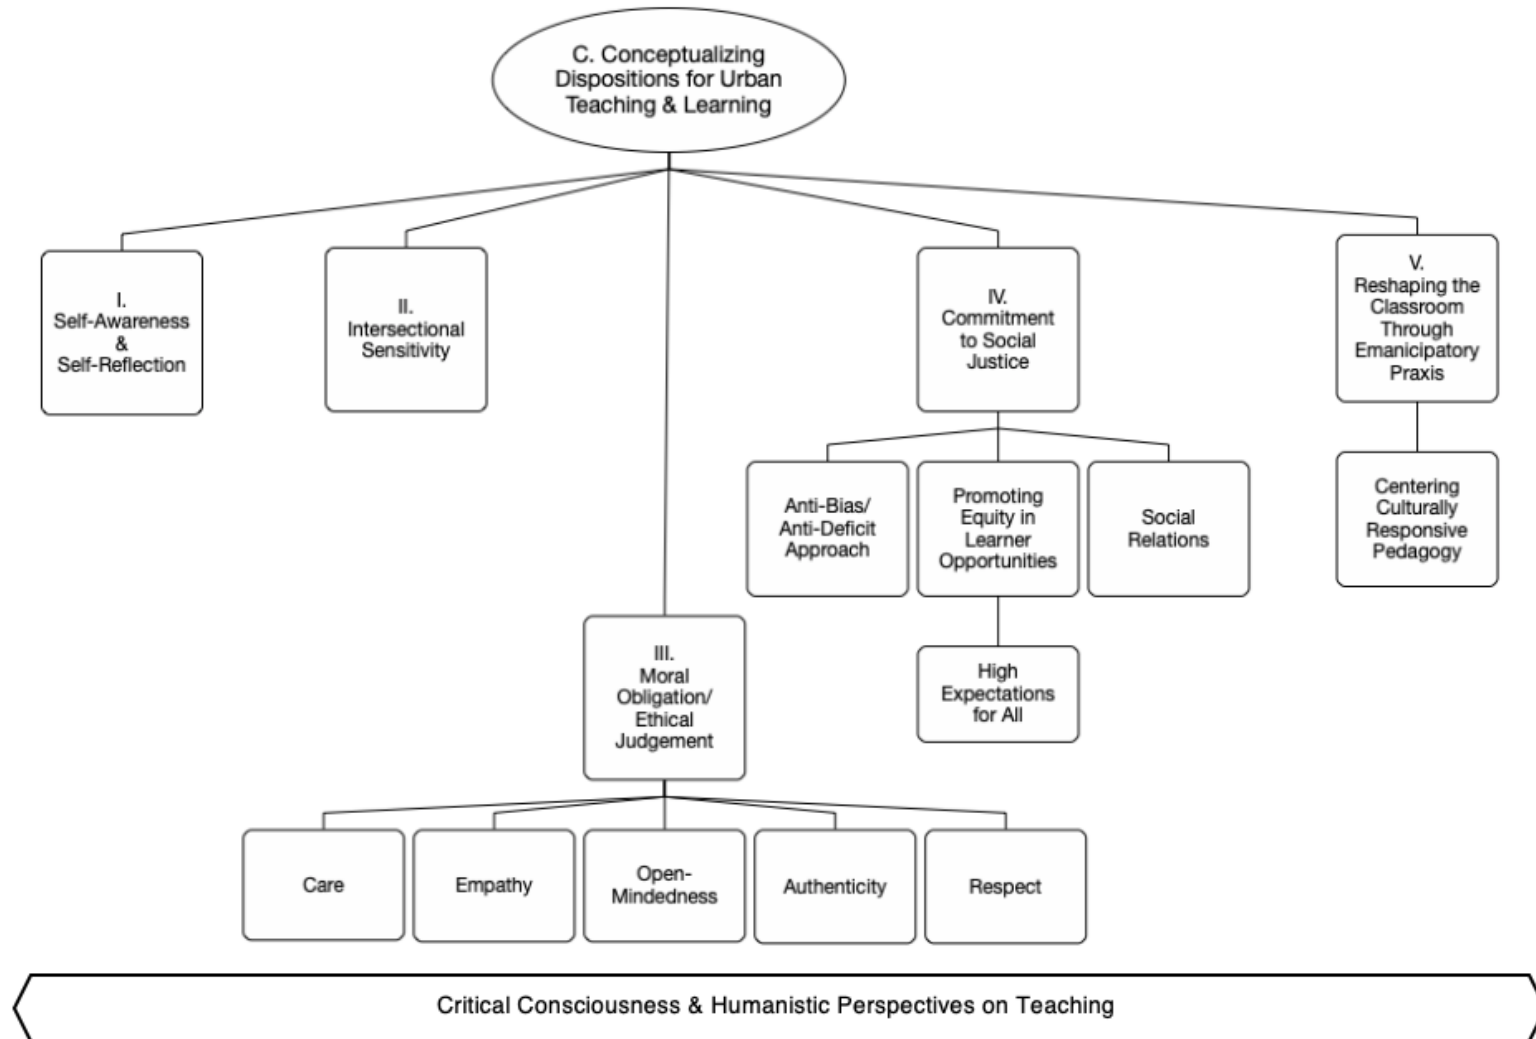 C. Conceptualizing
Dispositions for Urban
Teaching & Learning
I.
Self-Awareness
&
Self-Reflection
II.
Intersectional
Sensitivity
III.
Moral
Obligation/
Ethical
Judgement
Care
Empathy
Open-
Mindedness
Authenticity
Respect
IV.
Commitment
to Social
Justice
Anti-Bias/
Anti-Deficit
Approach
Promoting
Equity in
Learner
Opportunities
High
Expectations
for All
Social
Relations
V.
Reshaping the
Classroom
Through
Emanicipatory
Praxis
Centering
Culturally
Responsive
Pedagogy
Critical Consciousness & Humanistic Perspectives on Teaching